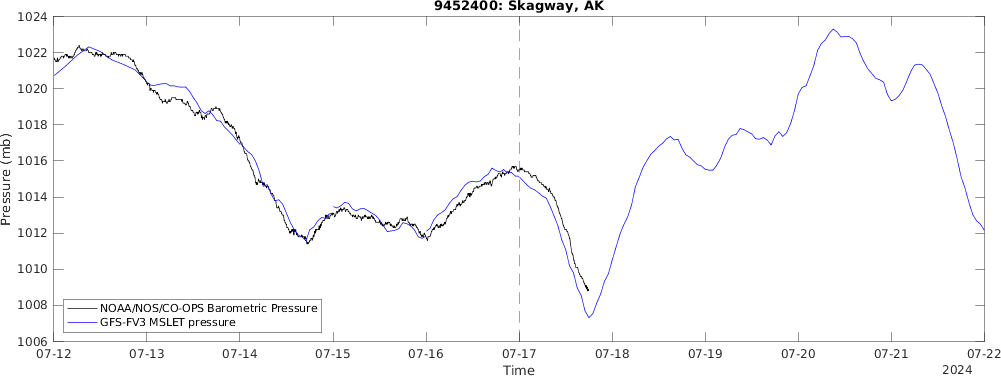 9452400: Skagway, AK
1024
1022
1020
1018
1016
1014
1012
1010
1008
1006
Pressure (mb)
NOAA/NOS/CO-OPS Barometric Pressure
GFS-FV3 MSLET pressure
07-12 07-13 07-14 07-15 07-16 07-17 07-18 07-19 07-20 07-21 07-22
Time
2024